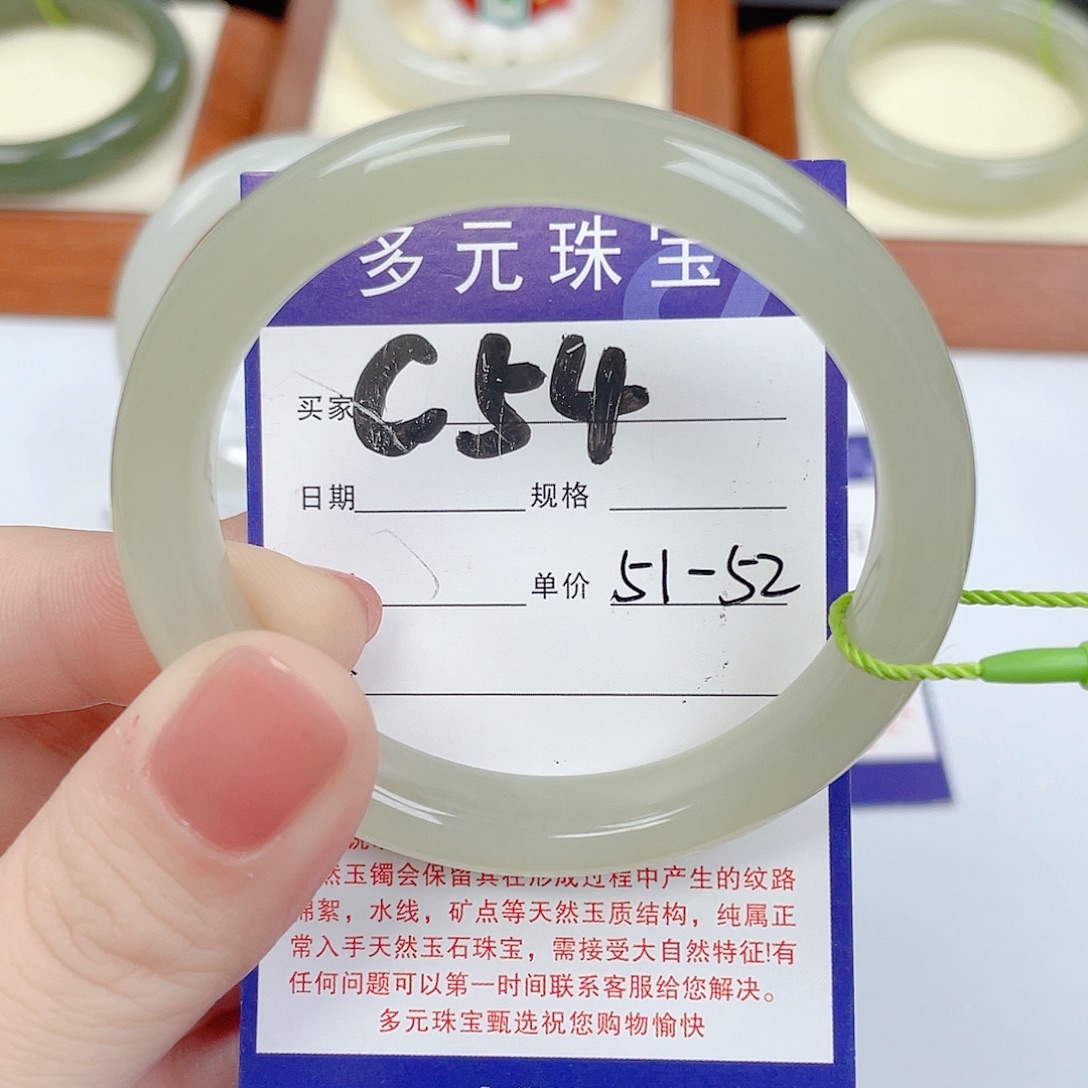 多元珠宝
买家 C54
日期 规格
单价 51-52
然玉镯会保留其在形成过程中产生的纹路
棉絮，水线，矿点等天然玉质结构，纯属正
常入手天然玉石珠宝，需接受大自然特征!有
任何问题可以第一时间联系客服给您解决。
多元珠宝甄选祝您购物愉快